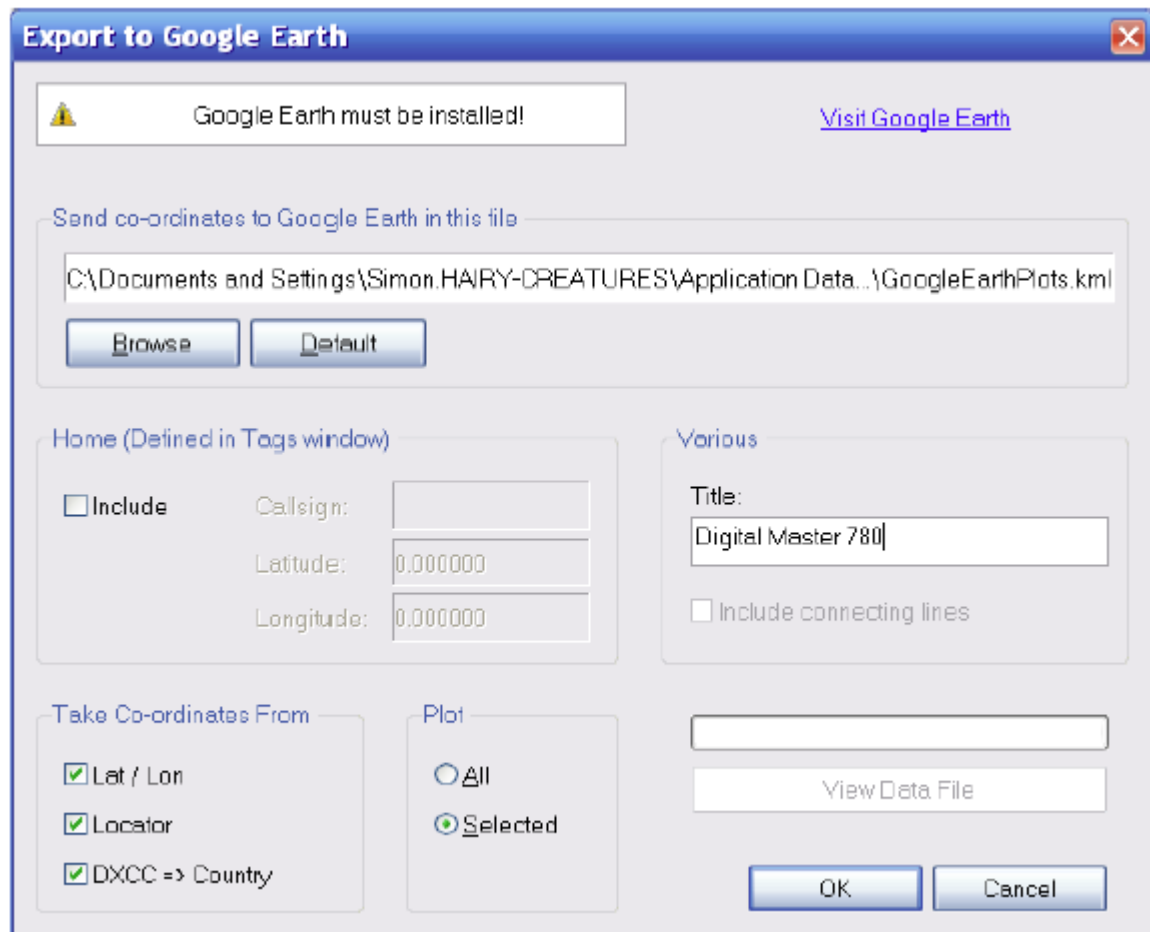 Export to Google Earth
Google Earth must be installed!
Visit Google Earth
Send co-ordinates to Google Earth in this file
C:\Documents and Settings\Simon.HAIRY-CREATURES\Application Data...\GoogleEarthPlots.kml
Browse
Default
Home (Defined in Tags window)
Include
Callsign:
Latitude:
0.000000
Longitude:
0.000000
Various
Title:
Digital Master 780
Include connecting lines
Take Co-ordinates From
Lat / Lon
Locator
DXCC => Country
Plot
All
Selected
View Data File
OK
Cancel